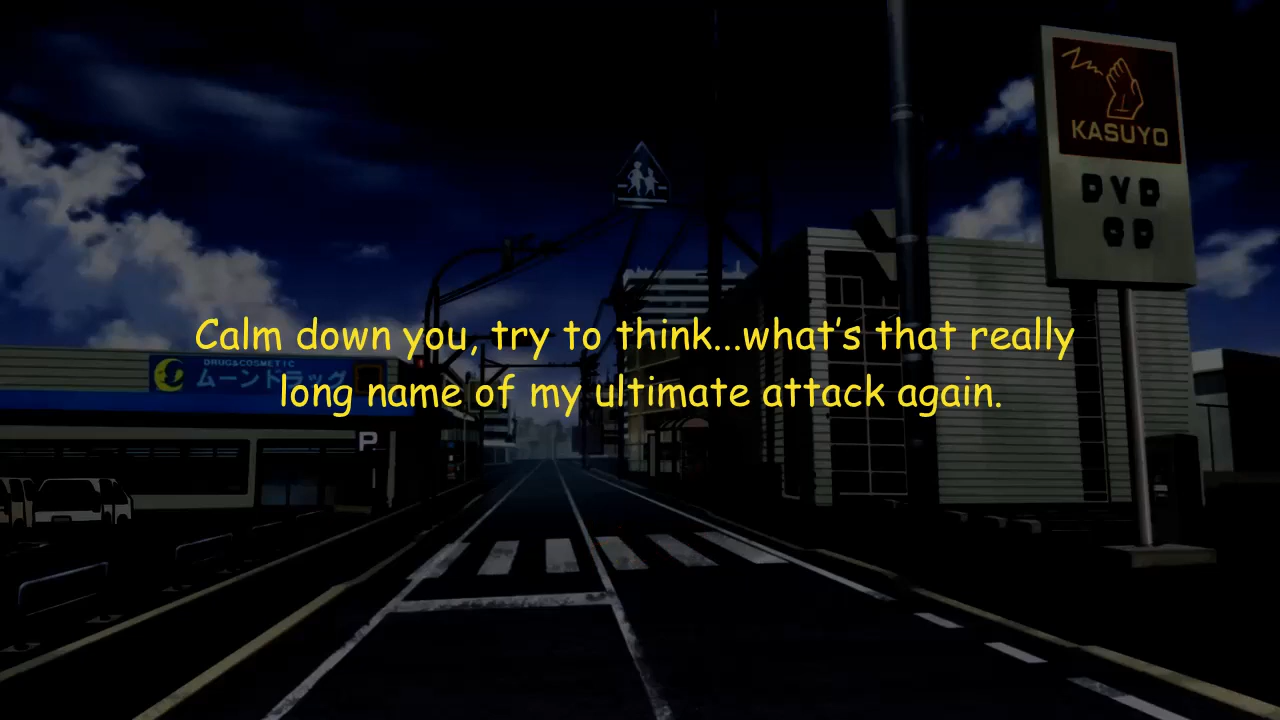 KASUYO
DVD
CD
Calm down you, try to think...what's that really
long name of my ultimate attack again.
DRUG&COSMETIC
ムーンドラッグ
P